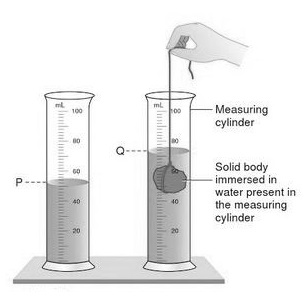 mL
100
80
60
40
20
P
mL
100
80
60
40
20
Q
Measuring
cylinder
Solid body
immersed in
water present in
the measuring
cylinder